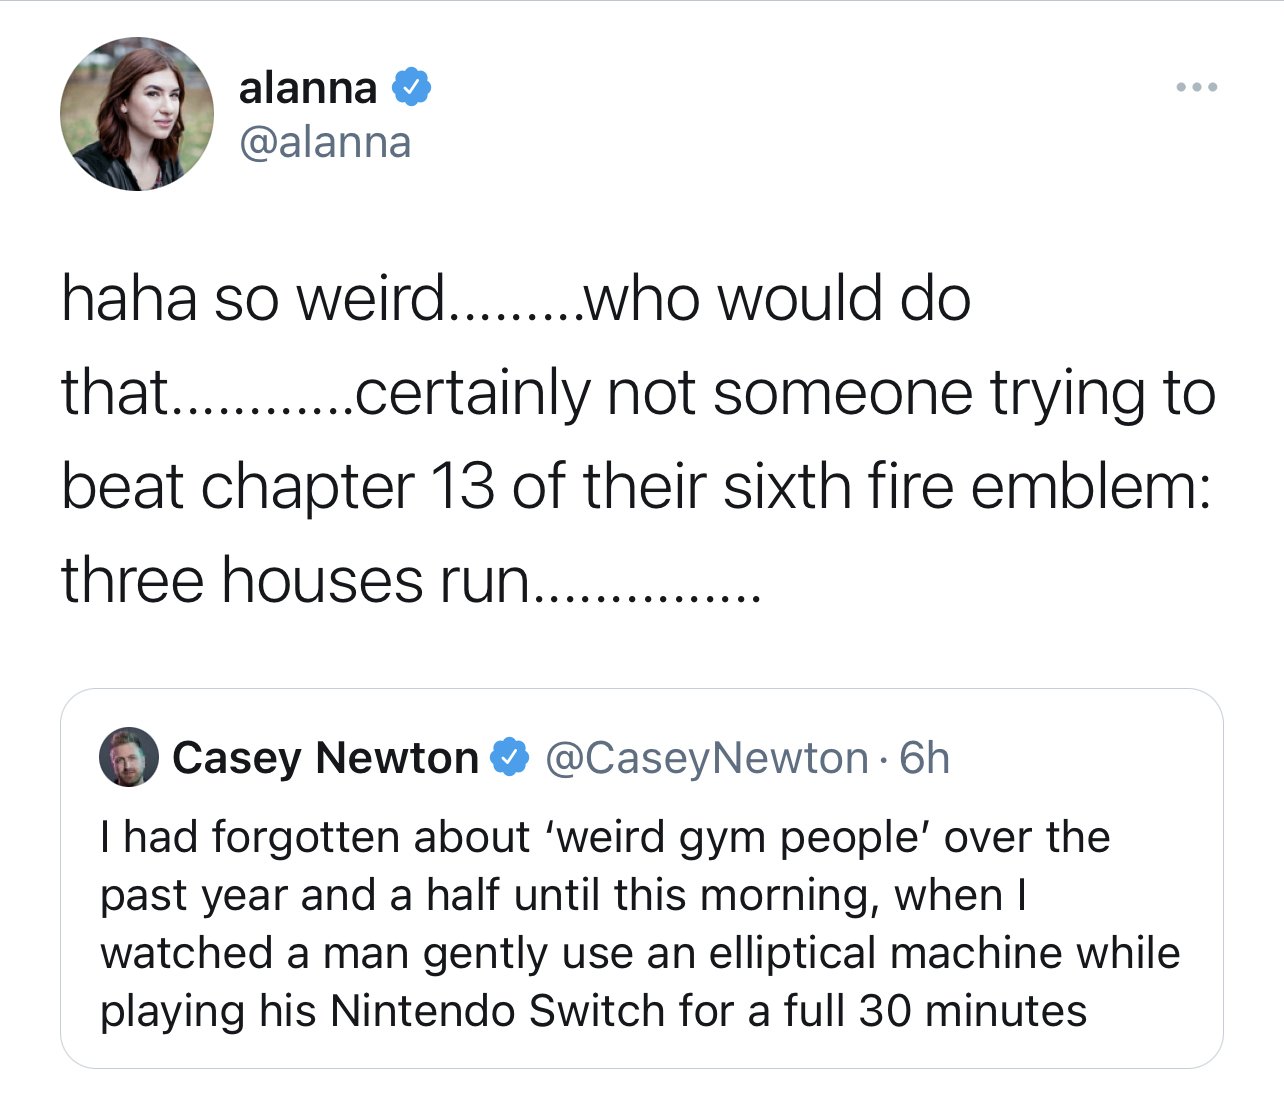 alanna
@alanna
haha so weird.........who would do
that............certainly not someone trying to
beat chapter 13 of their sixth fire emblem:
three houses run...............
Casey Newton @CaseyNewton · 6h
I had forgotten about ‘weird gym people’ over the
past year and a half until this morning, when I
watched a man gently use an elliptical machine while
playing his Nintendo Switch for a full 30 minutes